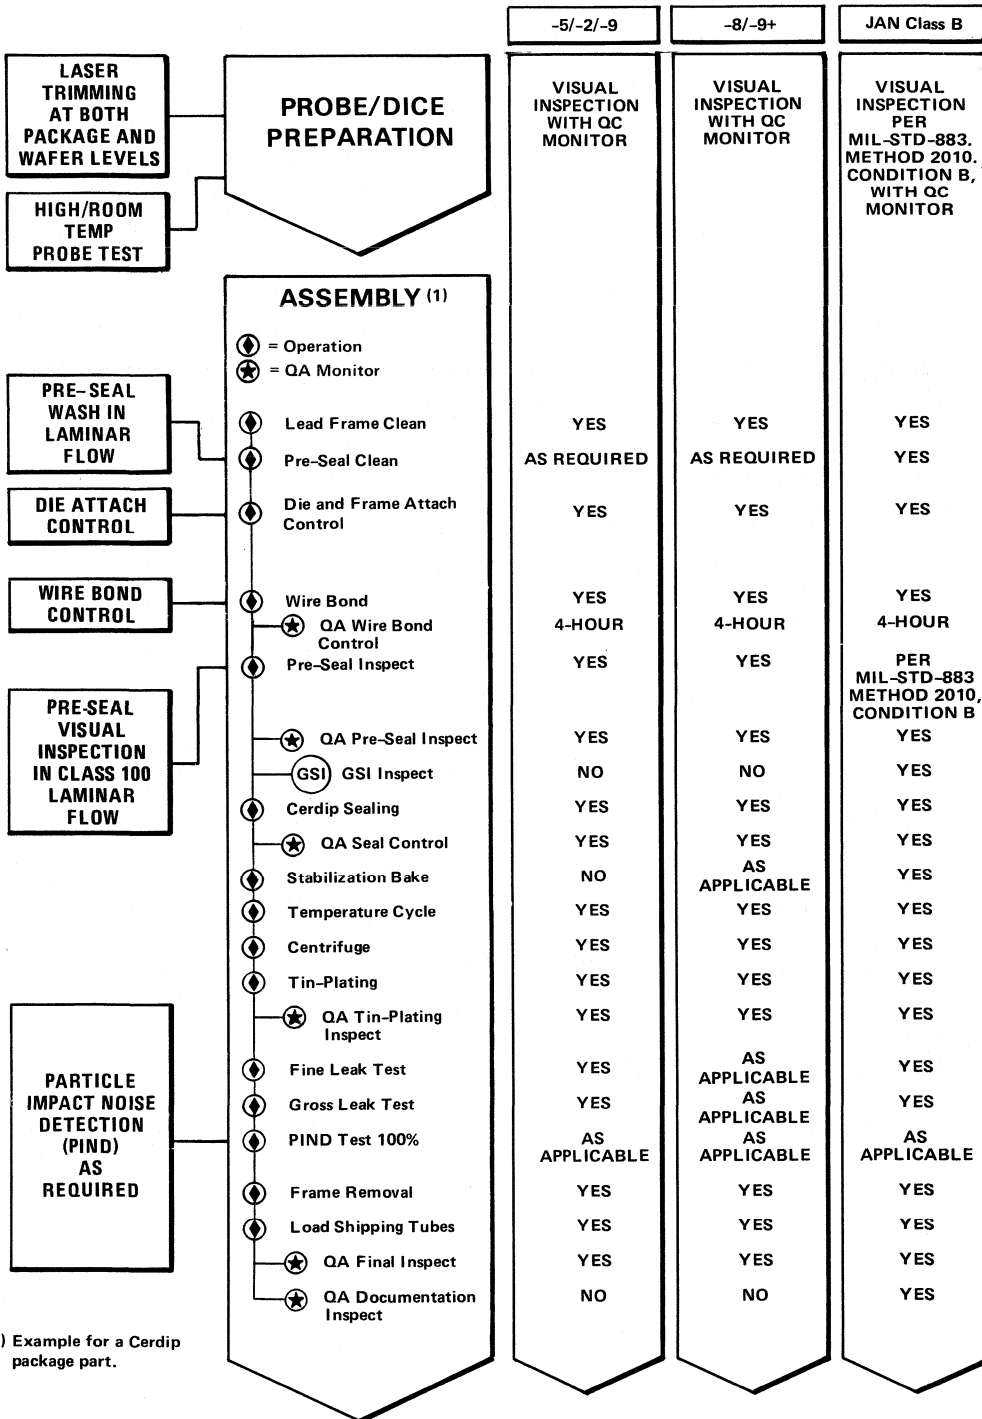 -5/-2/-9
-8/-9+
JAN Class B
LASER
TRIMMING
AT BOTH
PACKAGE AND
WAFER LEVELS
HIGH/ROOM
TEMP
PROBE TEST
PROBE/DICE
PREPARATION
VISUAL
INSPECTION
WITH QC
MONITOR
VISUAL
INSPECTION
WITH QC
MONITOR
VISUAL
INSPECTION
PER
MIL-STD-883.
METHOD 2010.
CONDITION B,
WITH QC
MONITOR
ASSEMBLY (1)
= Operation
= QA Monitor
PRE-SEAL
WASH IN
LAMINAR
FLOW
Lead Frame Clean YES YES YES
Pre-Seal Clean AS REQUIRED AS REQUIRED YES
DIE ATTACH
CONTROL
Die and Frame Attach
Control
YES YES YES
WIRE BOND
CONTROL
Wire Bond YES YES YES
QA Wire Bond
Control
4-HOUR 4-HOUR 4-HOUR
PRE-SEAL
VISUAL
INSPECTION
IN CLASS 100
LAMINAR
FLOW
Pre-Seal Inspect YES YES PER
MIL-STD-883
METHOD 2010,
CONDITION B
QA Pre-Seal Inspect YES YES YES
GSI GSI Inspect NO NO YES
Cerdip Sealing YES YES YES
QA Seal Control YES YES YES
Stabilization Bake NO AS
APPLICABLE YES
Temperature Cycle YES YES YES
Centrifuge YES YES YES
Tin-Plating YES YES YES
QA Tin-Plating
Inspect
YES YES YES
PARTICLE
IMPACT NOISE
DETECTION
(PIND)
AS
REQUIRED
Fine Leak Test YES AS
APPLICABLE YES
Gross Leak Test YES AS
APPLICABLE YES
PIND Test 100% AS
APPLICABLE AS
APPLICABLE AS
APPLICABLE
Frame Removal YES YES YES
Load Shipping Tubes YES YES YES
QA Final Inspect YES YES YES
QA Documentation
Inspect
NO NO YES
) Example for a Cerdip
package part.